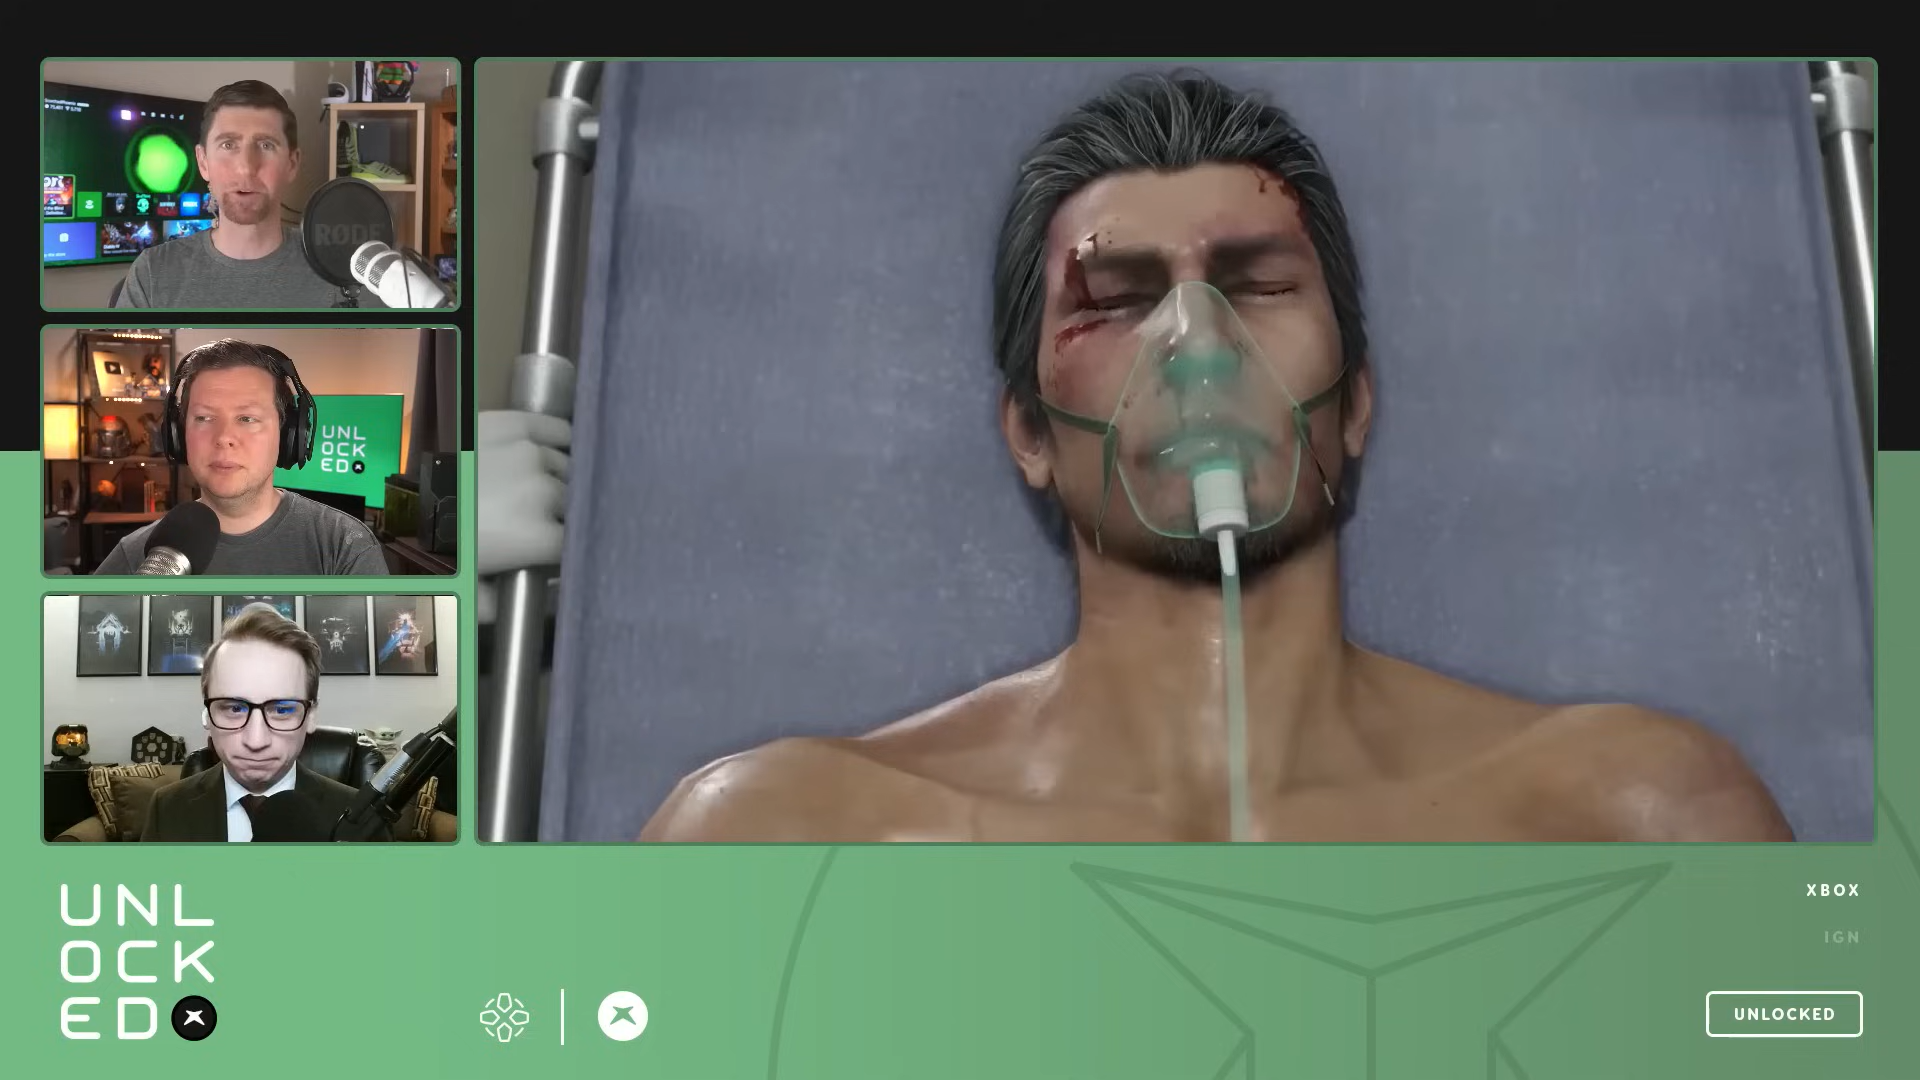 RØDE
UNL
OCK
ED
UNL
OCK
ED
XBOX
IGN
UNLOCKED